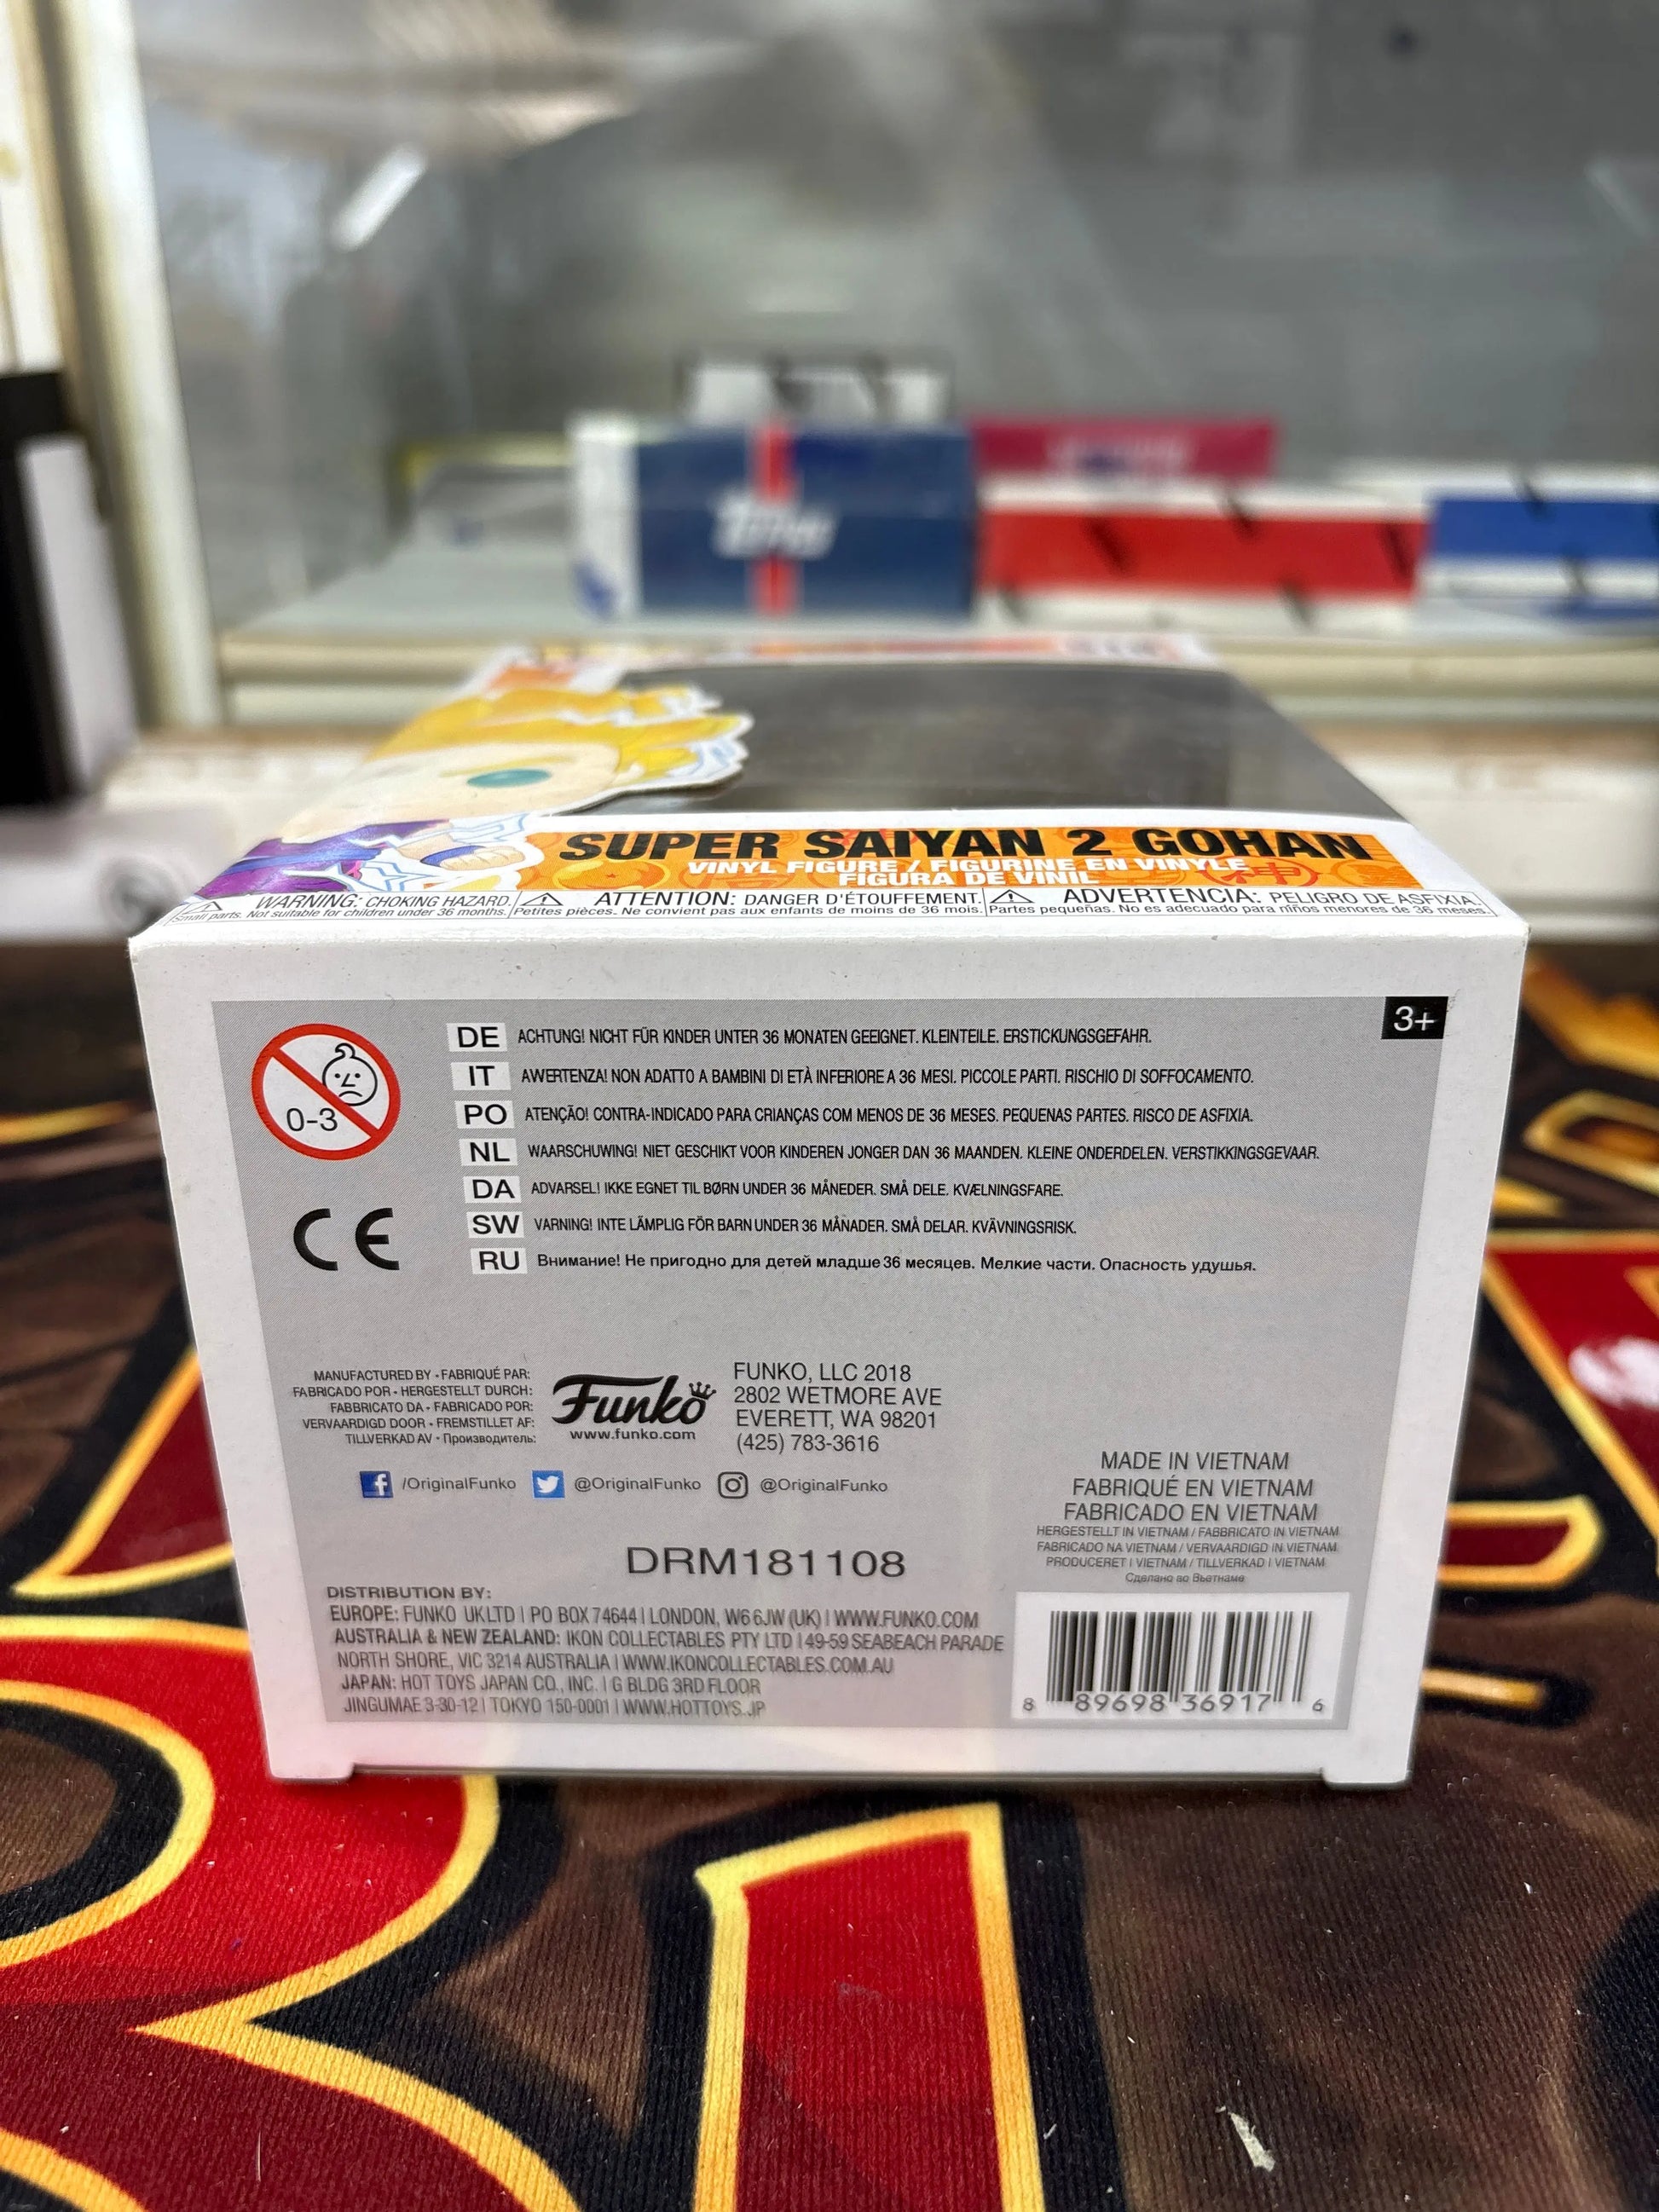 Topps
SUPER SAIYAN 2 GOHAN
VINYL FIGURE / FIGURINE EN VINYLE
FIGURA DE VINIL
WARNING: CHOKING HAZARD.
Small parts. Not suitable for children under 36 months.
ATTENTION: DANGER D'ÉTOUFFEMENT.
Petites pièces. Ne convient pas aux enfants de moins de 36 mois.
ADVERTENCIA: PELIGRO DE ASFIXIA.
Partes pequeñas. No es adecuado para niños menores de 36 meses.
3+
0-3
DE ACHTUNG! NICHT FÜR KINDER UNTER 36 MONATEN GEEIGNET. KLEINTEILE. ERSTICKUNGSGEFAHR.
IT AVVERTENZA! NON ADATTO A BAMBINI DI ETÀ INFERIORE A 36 MESI. PICCOLE PARTI. RISCHIO DI SOFFOCAMENTO.
PO ATENÇÃO! CONTRA-INDICADO PARA CRIANÇAS COM MENOS DE 36 MESES. PEQUENAS PARTES. RISCO DE ASFIXIA.
NL WAARSCHUWING! NIET GESCHIKT VOOR KINDEREN JONGER DAN 36 MAANDEN. KLEINE ONDERDELEN. VERSTIKKINGSGEVAAR.
DA ADVARSEL! IKKE EGNET TIL BØRN UNDER 36 MÅNEDER. SMÅ DELE. KVÆLNINGSFARE.
SW VARNING! INTE LÄMPLIG FÖR BARN UNDER 36 MÅNADER. SMÅ DELAR. KVÄVNINGSRISK.
RU Внимание! Не пригодно для детей младше 36 месяцев. Мелкие части. Опасность удушья.
CE
MANUFACTURED BY - FABRIQUÉ PAR:
FABRICADO POR - HERGESTELLT DURCH:
FABBRICATO DA - FABRICADO POR:
VERVAARDIGD DOOR - FREMSTILLET AF:
TILLVERKAD AV - Производитель:
Funko
www.funko.com
FUNKO, LLC 2018
2802 WETMORE AVE
EVERETT, WA 98201
(425) 783-3616
/OriginalFunko @OriginalFunko @OriginalFunko
MADE IN VIETNAM
FABRIQUÉ EN VIETNAM
FABRICADO EN VIETNAM
HERGESTELLT IN VIETNAM / FABBRICATO IN VIETNAM
FABRICADO NA VIETNAM / VERVAARDIGD IN VIETNAM
PRODUCERET I VIETNAM / TILLVERKAD I VIETNAM
Сделано во Вьетнаме
DRM181108
DISTRIBUTION BY:
EUROPE: FUNKO UK LTD | PO BOX 74644 | LONDON, W6 6JW (UK) | WWW.FUNKO.COM
AUSTRALIA & NEW ZEALAND: IKON COLLECTABLES PTY LTD | 49-59 SEABEACH PARADE
NORTH SHORE, VIC 3214 AUSTRALIA | WWW.IKONCOLLECTABLES.COM.AU
JAPAN: HOT TOYS JAPAN CO., INC. | G BLDG 3RD FLOOR
JINGUMAE 3-30-12 | TOKYO 150-0001 | WWW.HOTTOYS.JP
8 89698 36917 6